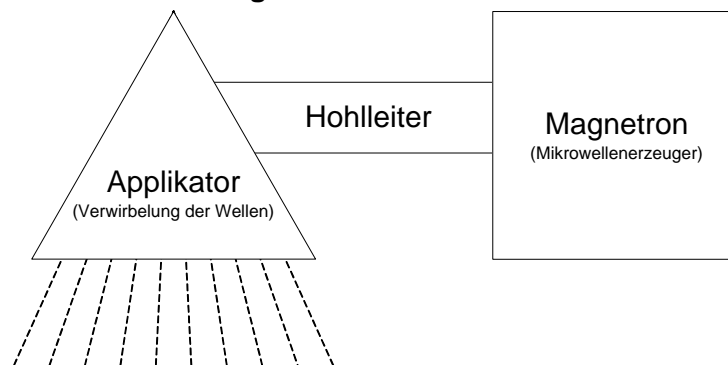 Hohlleiter
Magnetron
(Mikrowellenerzeuger)
Applikator
(Verwirbelung der Wellen)